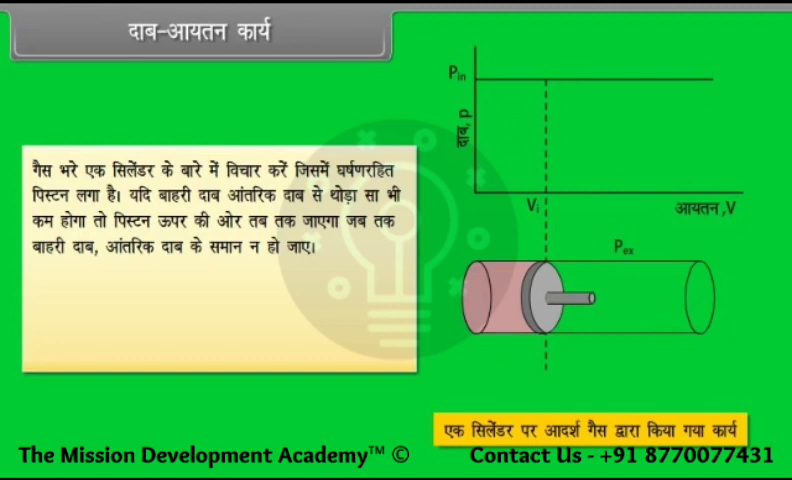 दाब-आयतन कार्य
गैस भरे एक सिलेंडर के बारे में विचार करें जिसमें घर्षणरहित
पिस्टन लगा है। यदि बाहरी दाब आंतरिक दाब से थोड़ा सा भी
कम होगा तो पिस्टन ऊपर की ओर तब तक जाएगा जब तक
बाहरी दाब, आंतरिक दाब के समान न हो जाए।
Pin
दाब, p
Vi
आयतन,V
Pex
एक सिलेंडर पर आदर्श गैस द्वारा किया गया कार्य
The Mission Development Academy™ ©
Contact Us - +91 8770077431